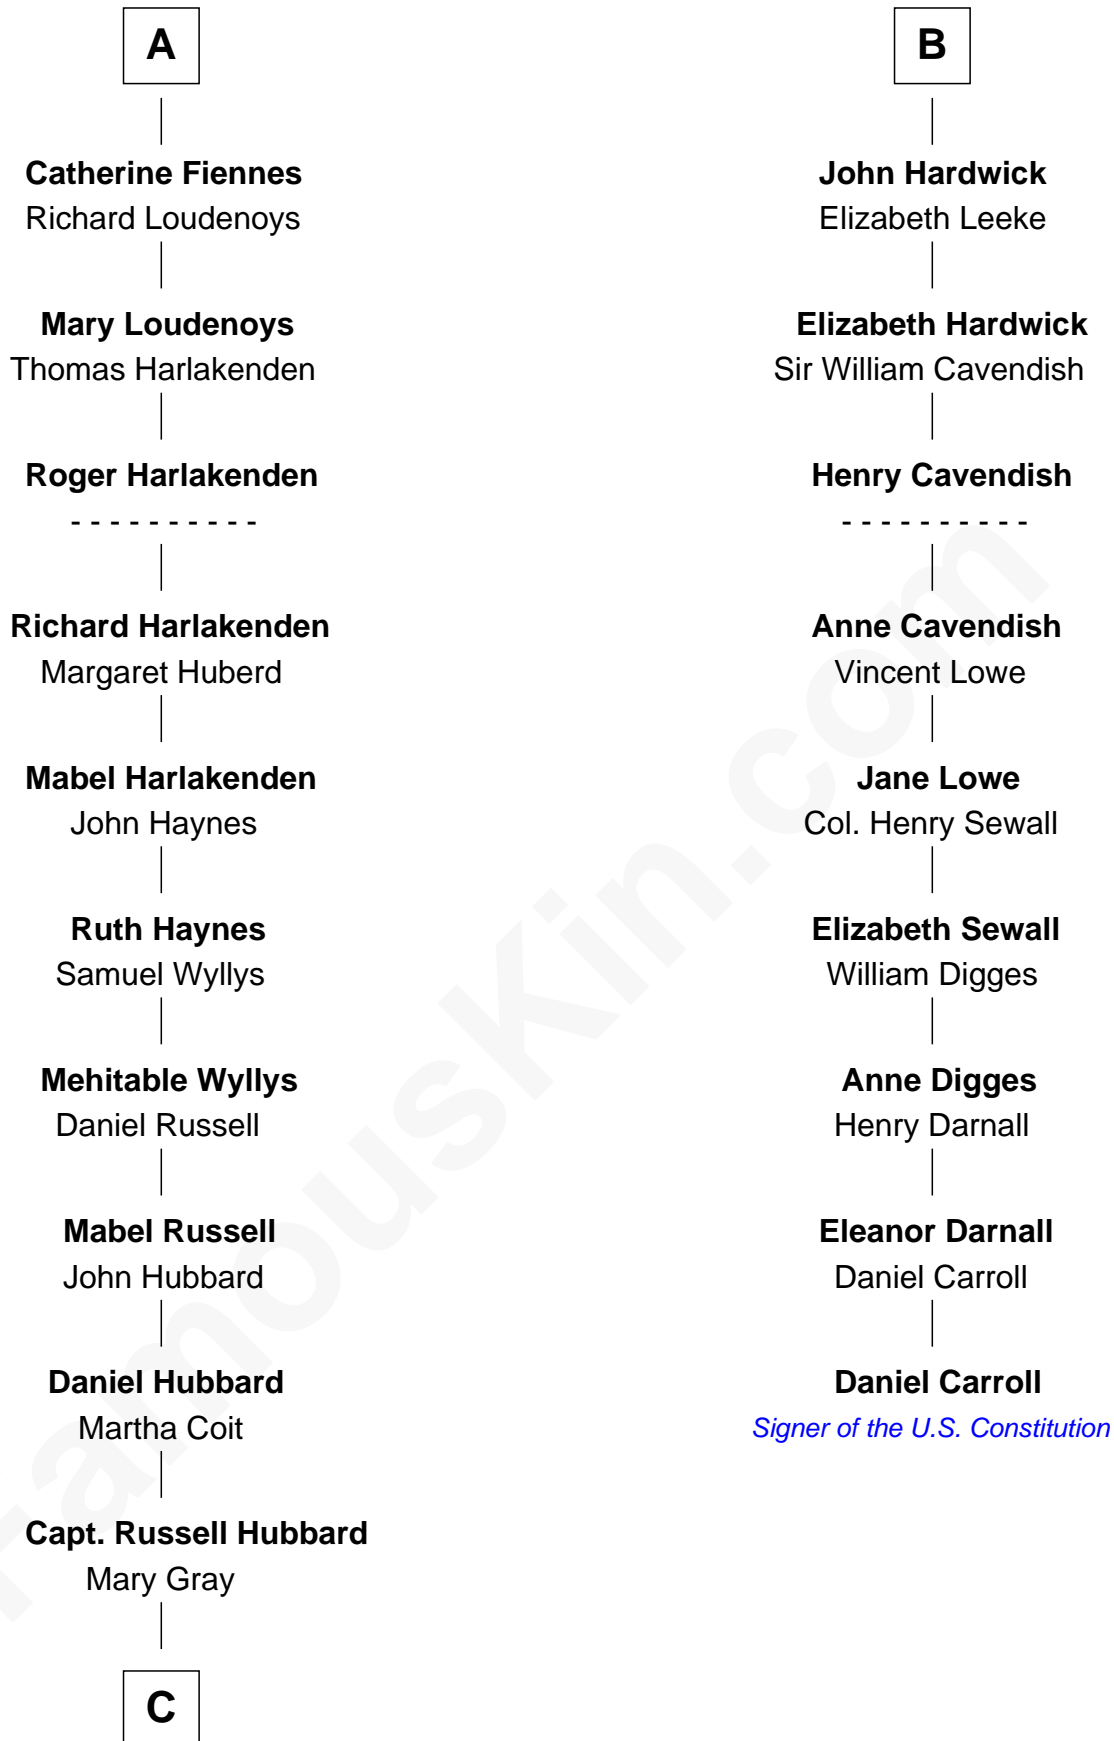 A
Catherine Fiennes
Richard Loudenoys
Mary Loudenoys
Thomas Harlakenden
Roger Harlakenden
- - - - - - - - - -
Richard Harlakenden
Margaret Huberd
Mabel Harlakenden
John Haynes
Ruth Haynes
Samuel Wyllys
Mehitable Wyllys
Daniel Russell
Mabel Russell
John Hubbard
Daniel Hubbard
Martha Coit
Capt. Russell Hubbard
Mary Gray
C
B
John Hardwick
Elizabeth Leeke
Elizabeth Hardwick
Sir William Cavendish
Henry Cavendish
- - - - - - - - - -
Anne Cavendish
Vincent Lowe
Jane Lowe
Col. Henry Sewall
Elizabeth Sewall
William Digges
Anne Digges
Henry Darnall
Eleanor Darnall
Daniel Carroll
Daniel Carroll
Signer of the U.S. Constitution
FamousKin.com